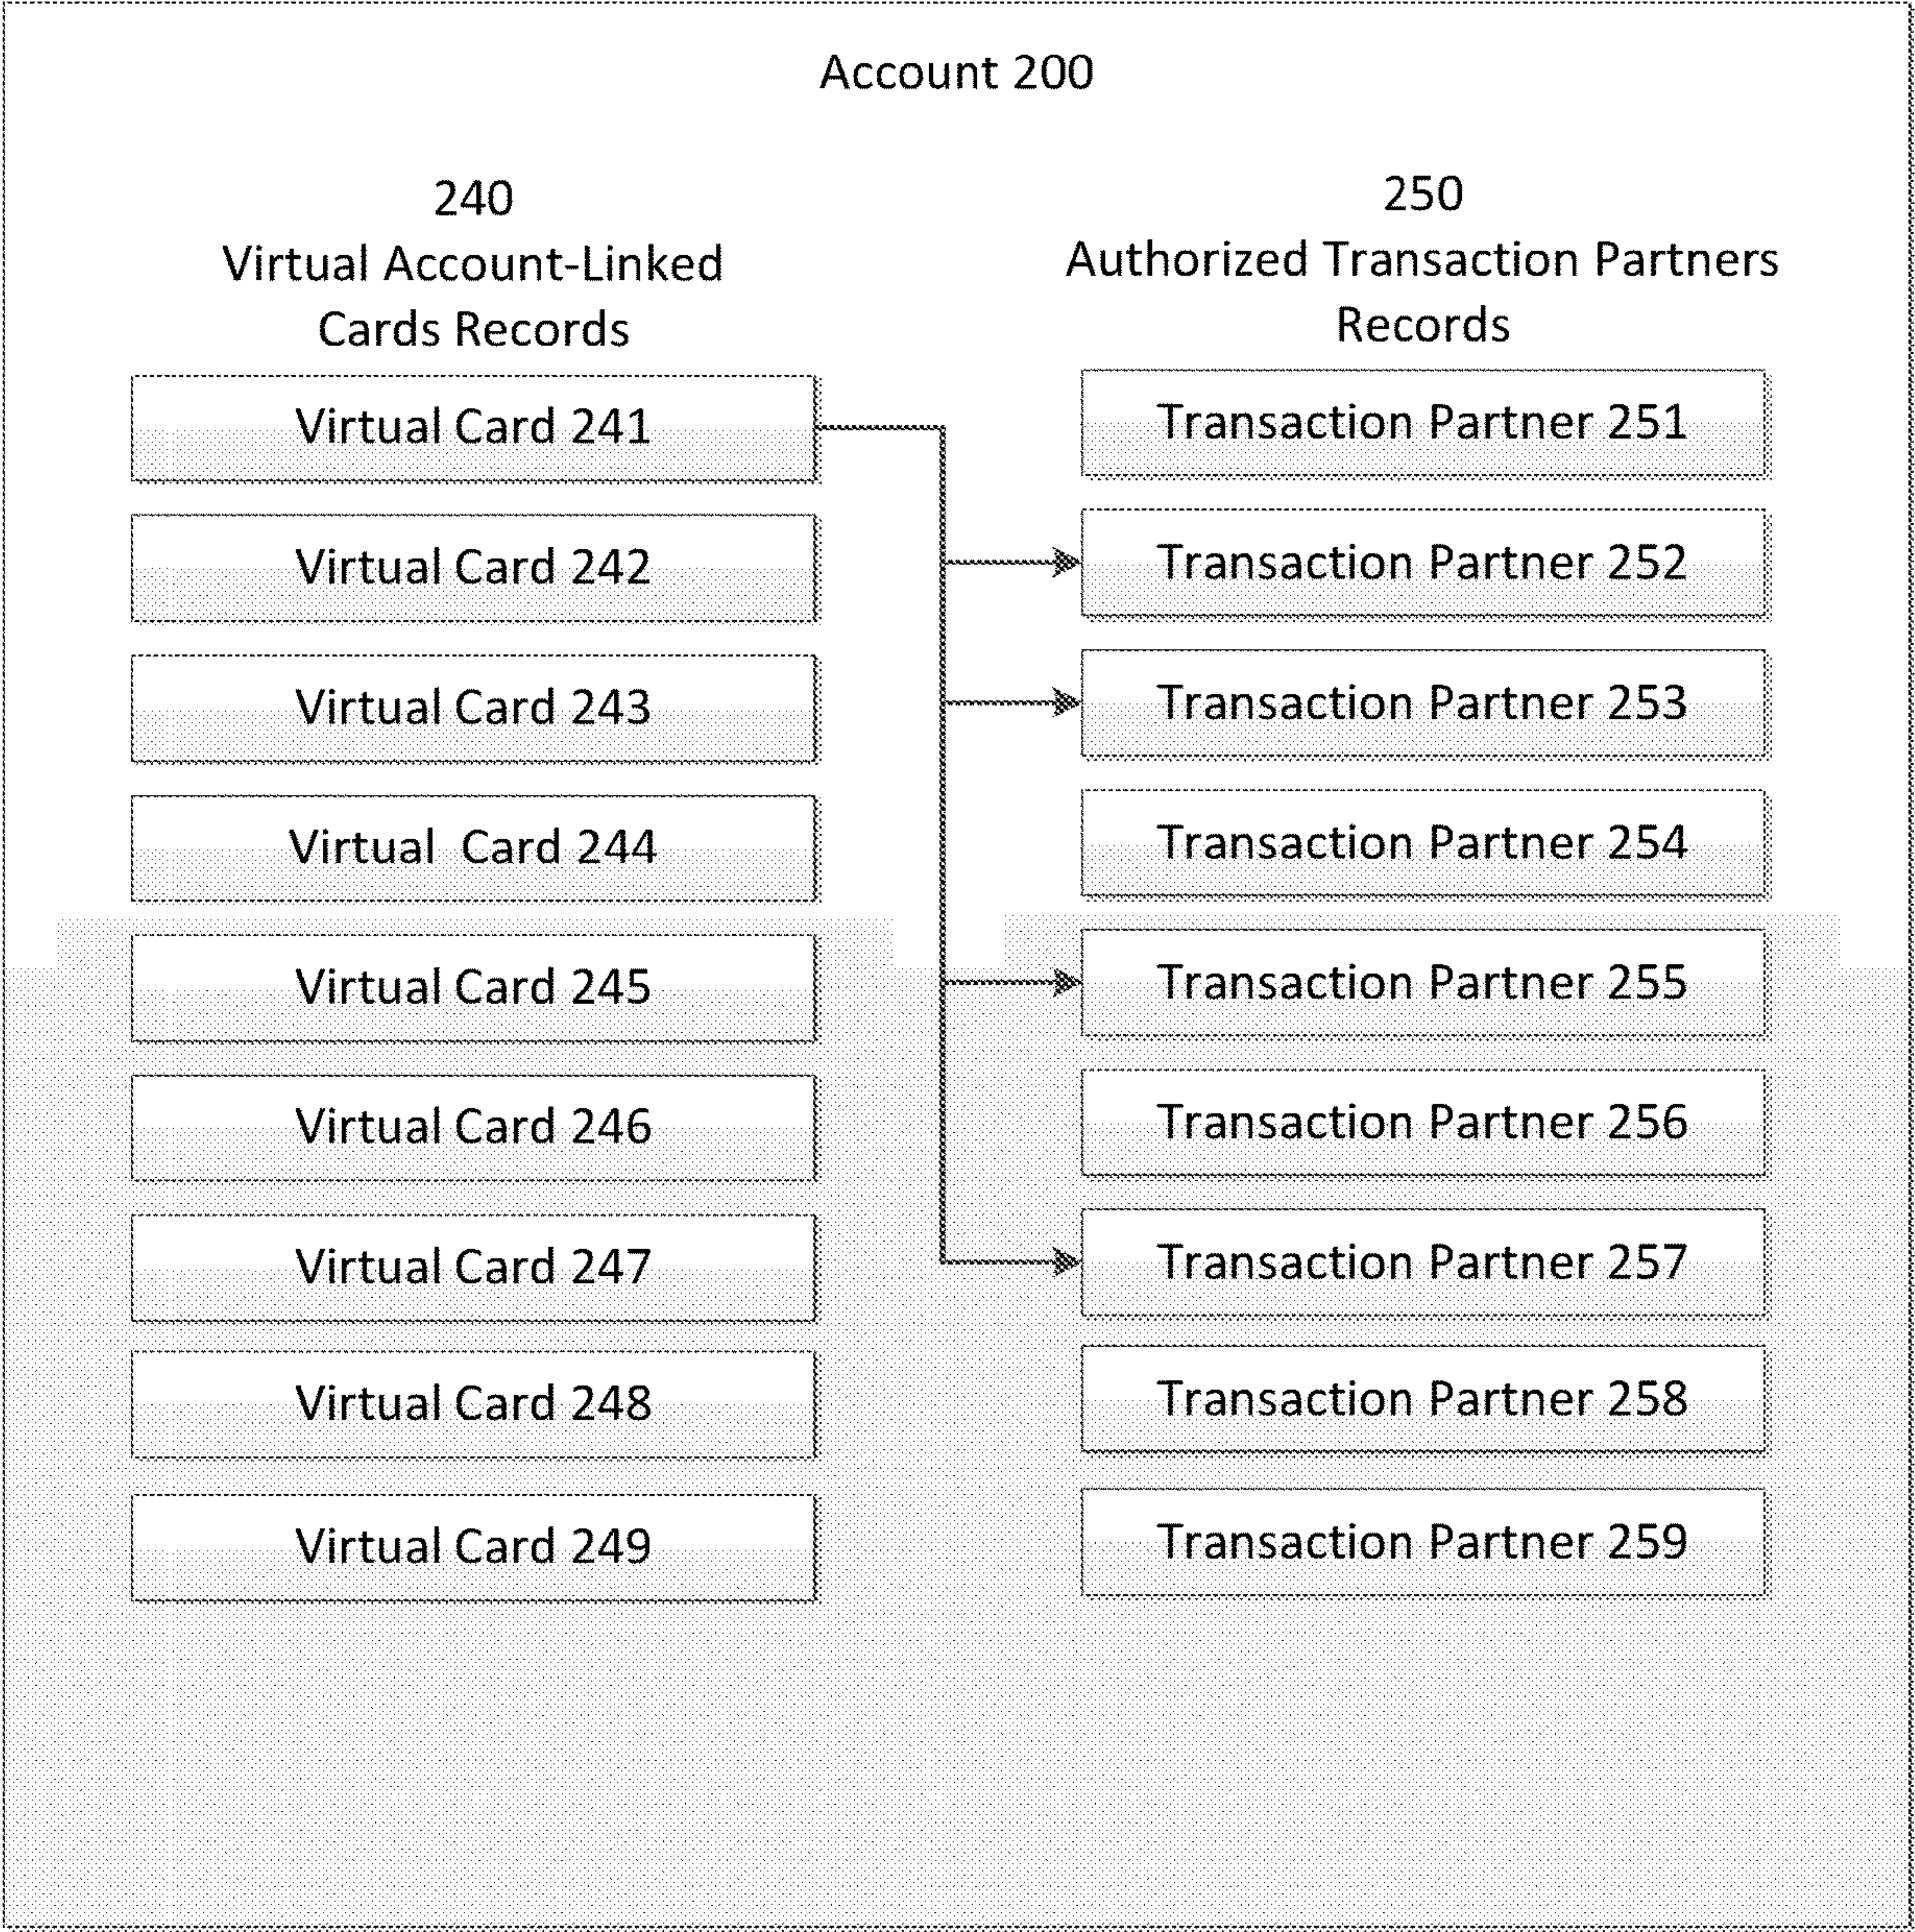 Account 200
240
Virtual Account-Linked
Cards Records
Virtual Card 241
Virtual Card 242
Virtual Card 243
Virtual  Card 244
Virtual Card 245
Virtual Card 246
Virtual Card 247
Virtual Card 248
Virtual Card 249
250
Authorized Transaction Partners
Records
Transaction Partner 251
Transaction Partner 252
Transaction Partner 253
Transaction Partner 254
Transaction Partner 255
Transaction Partner 256
Transaction Partner 257
Transaction Partner 258
Transaction Partner 259